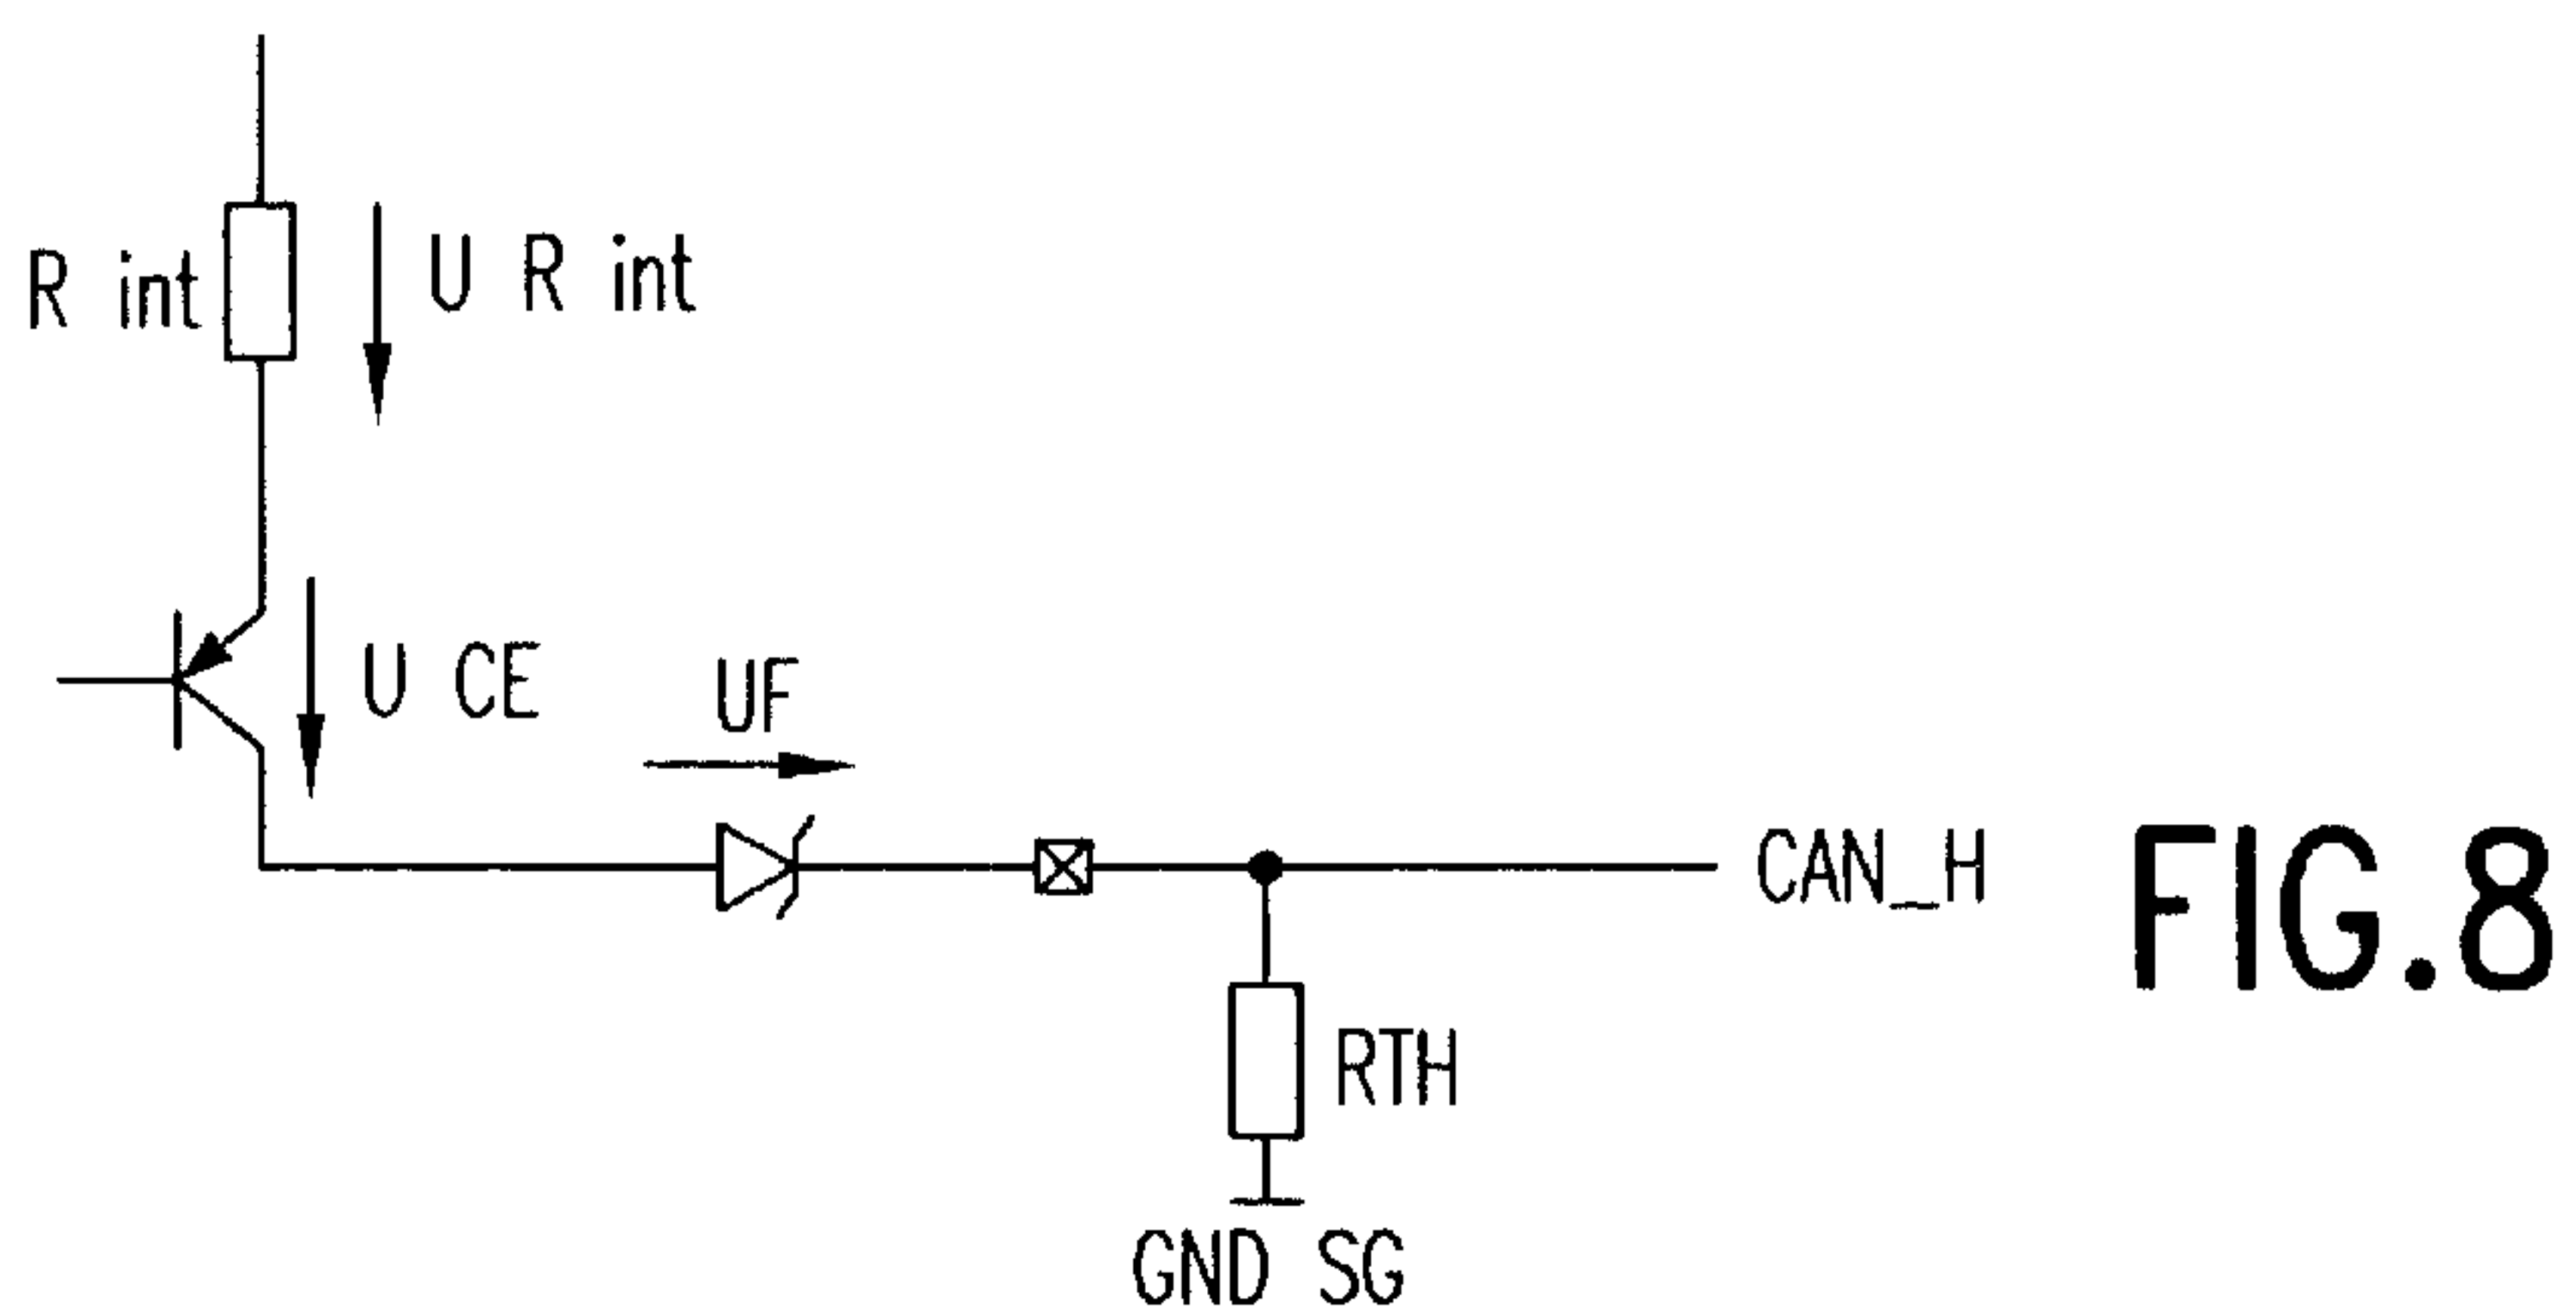 R int
U R int
U CE
UF
CAN_H
FIG.8
RTH
GND SG